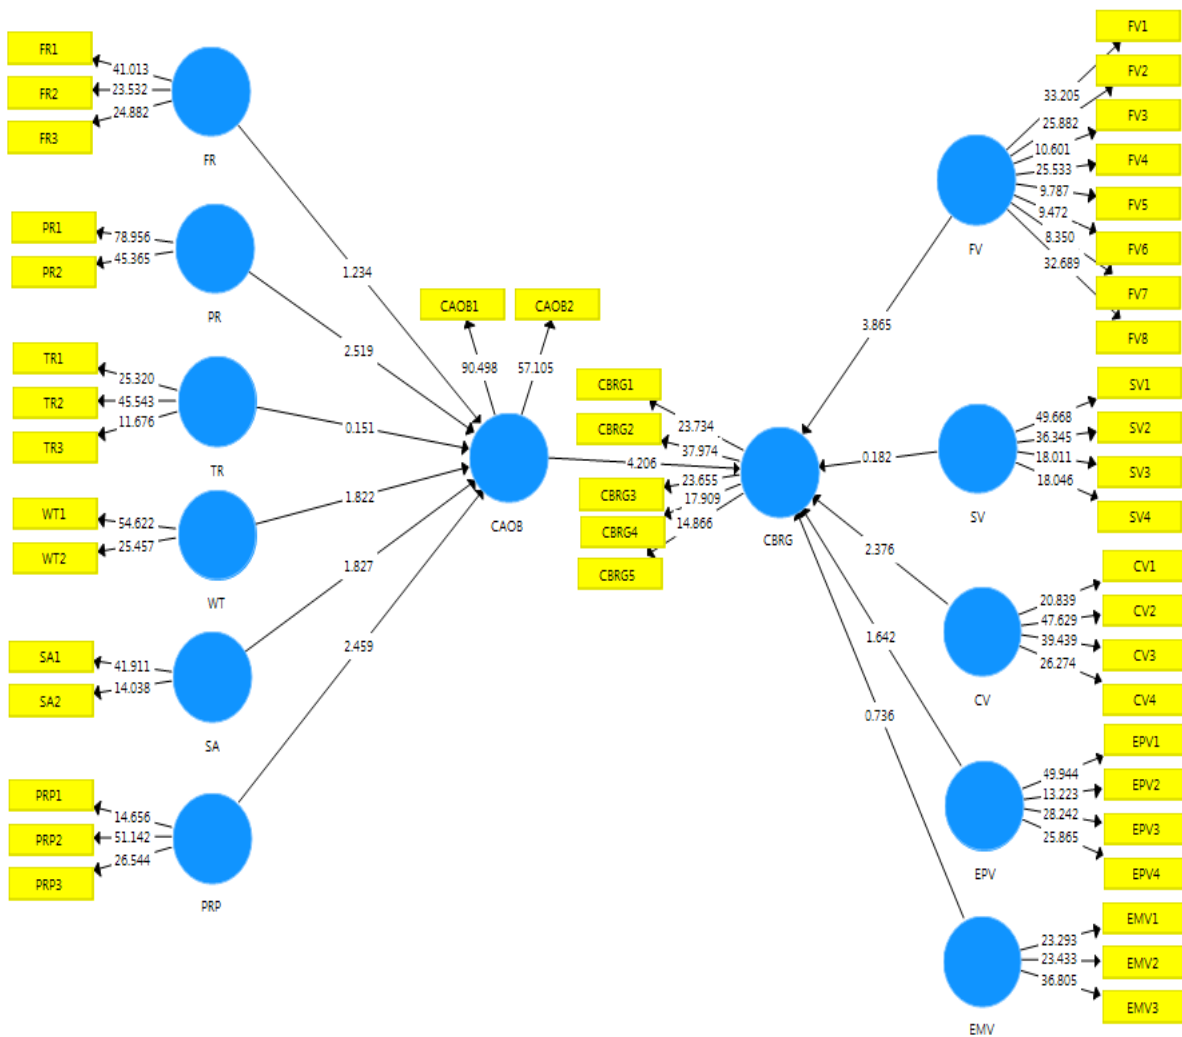 FR1
41.013
FR2
23.532
FR3
24.882
FR
1.234
PR1
78.956
PR2
45.365
PR
2.519
TR1
25.320
TR2
45.543
TR3
11.676
TR
0.151
WT1
54.622
WT2
25.457
WT
1.822
SA1
41.911
SA2
14.038
SA
1.827
PRP1
14.656
PRP2
51.142
PRP3
26.544
PRP
2.459
CAOB1
CAOB2
90.498
57.105
CAOB
4.206
CBRG1
23.734
CBRG2
37.974
CBRG3
23.655
CBRG4
17.909
CBRG5
14.866
CBRG
FV1
33.205
FV2
25.882
FV3
10.601
FV4
25.533
FV5
9.787
FV6
9.472
FV7
8.350
FV8
32.689
FV
3.865
SV1
49.668
SV2
36.345
SV3
18.011
SV4
18.046
SV
0.182
CV1
20.839
CV2
47.629
CV3
39.439
CV4
26.274
CV
2.376
EPV1
49.944
EPV2
13.223
EPV3
28.242
EPV4
25.865
EPV
1.642
EMV1
23.293
EMV2
23.433
EMV3
36.805
EMV
0.736